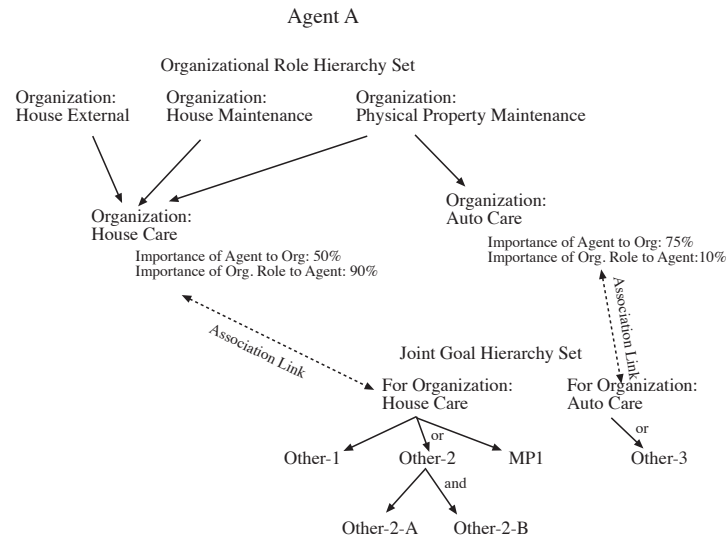 Agent A
Organizational Role Hierarchy Set
Organization:
House External
Organization:
House Maintenance
Organization:
Physical Property Maintenance
Organization:
House Care
Importance of Agent to Org: 50%
Importance of Org. Role to Agent: 90%
Organization:
Auto Care
Importance of Agent to Org: 75%
Importance of Org. Role to Agent:10%
Association Link
Association Link
Joint Goal Hierarchy Set
For Organization:
House Care
For Organization:
Auto Care
or
or
Other-1
Other-2
MP1
Other-3
and
Other-2-A
Other-2-B